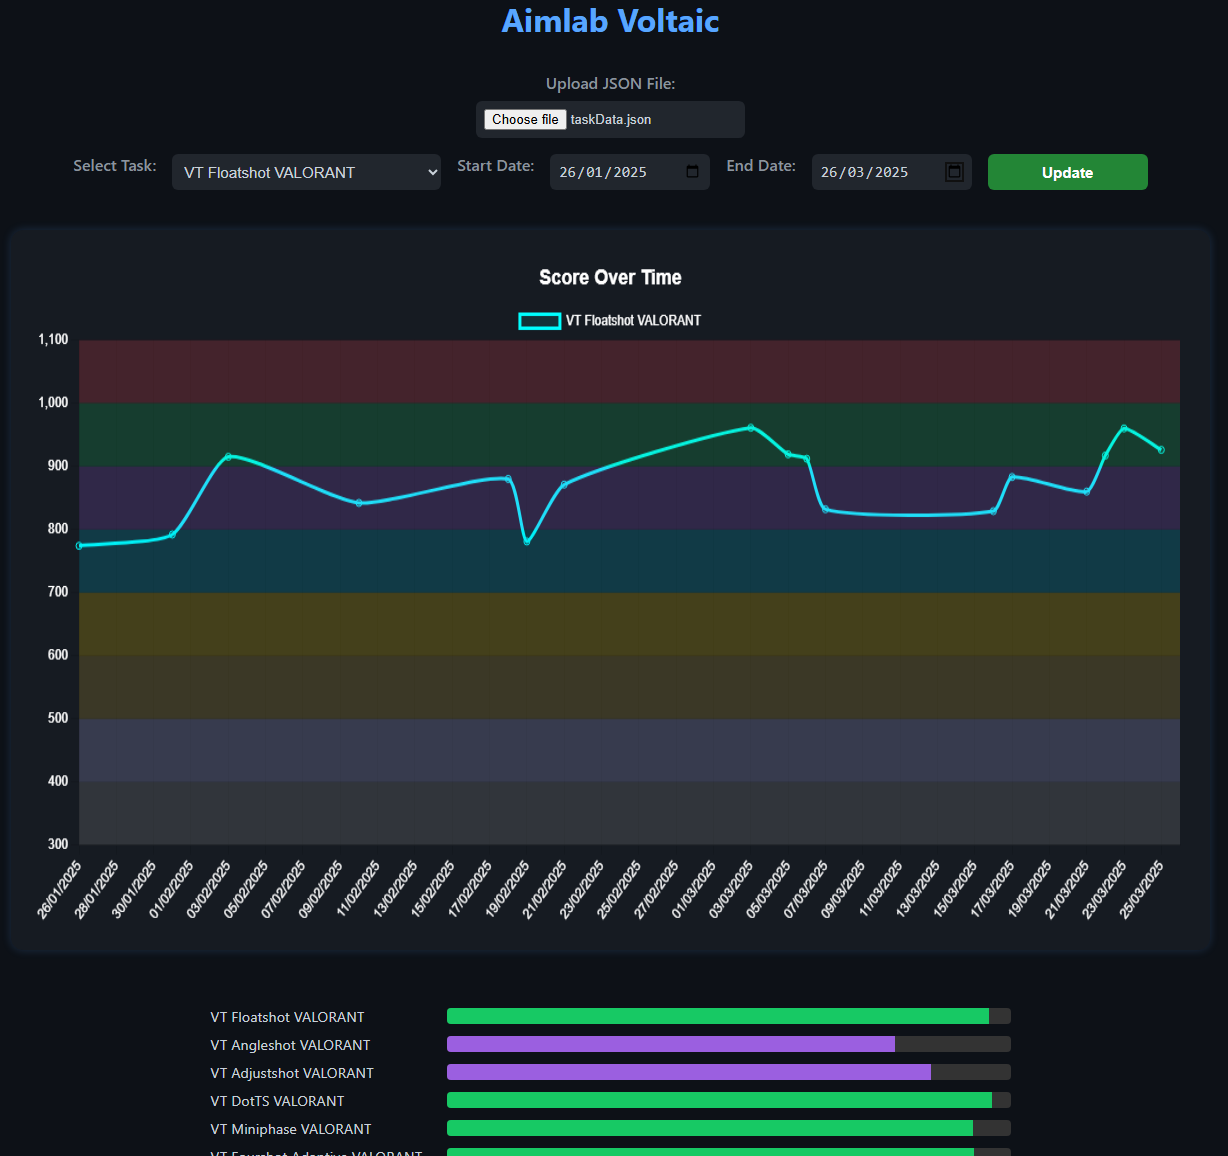 Aimlab Voltaic
Upload JSON File:
Choose file taskData.json
Select Task: VT Floatshot VALORANT Start Date: 26/01/2025 End Date: 26/03/2025 Update
Score Over Time
VT Floatshot VALORANT
1,100
1,000
900
800
700
600
500
400
300
26/01/2025 28/01/2025 30/01/2025 01/02/2025 03/02/2025 05/02/2025 07/02/2025 09/02/2025 11/02/2025 13/02/2025 15/02/2025 17/02/2025 19/02/2025 21/02/2025 23/02/2025 25/02/2025 27/02/2025 01/03/2025 03/03/2025 05/03/2025 07/03/2025 09/03/2025 11/03/2025 13/03/2025 15/03/2025 17/03/2025 19/03/2025 21/03/2025 23/03/2025 25/03/2025
VT Floatshot VALORANT
VT Angleshot VALORANT
VT Adjustshot VALORANT
VT DotTS VALORANT
VT Miniphase VALORANT
VT Fourshot Adaptive VALORANT